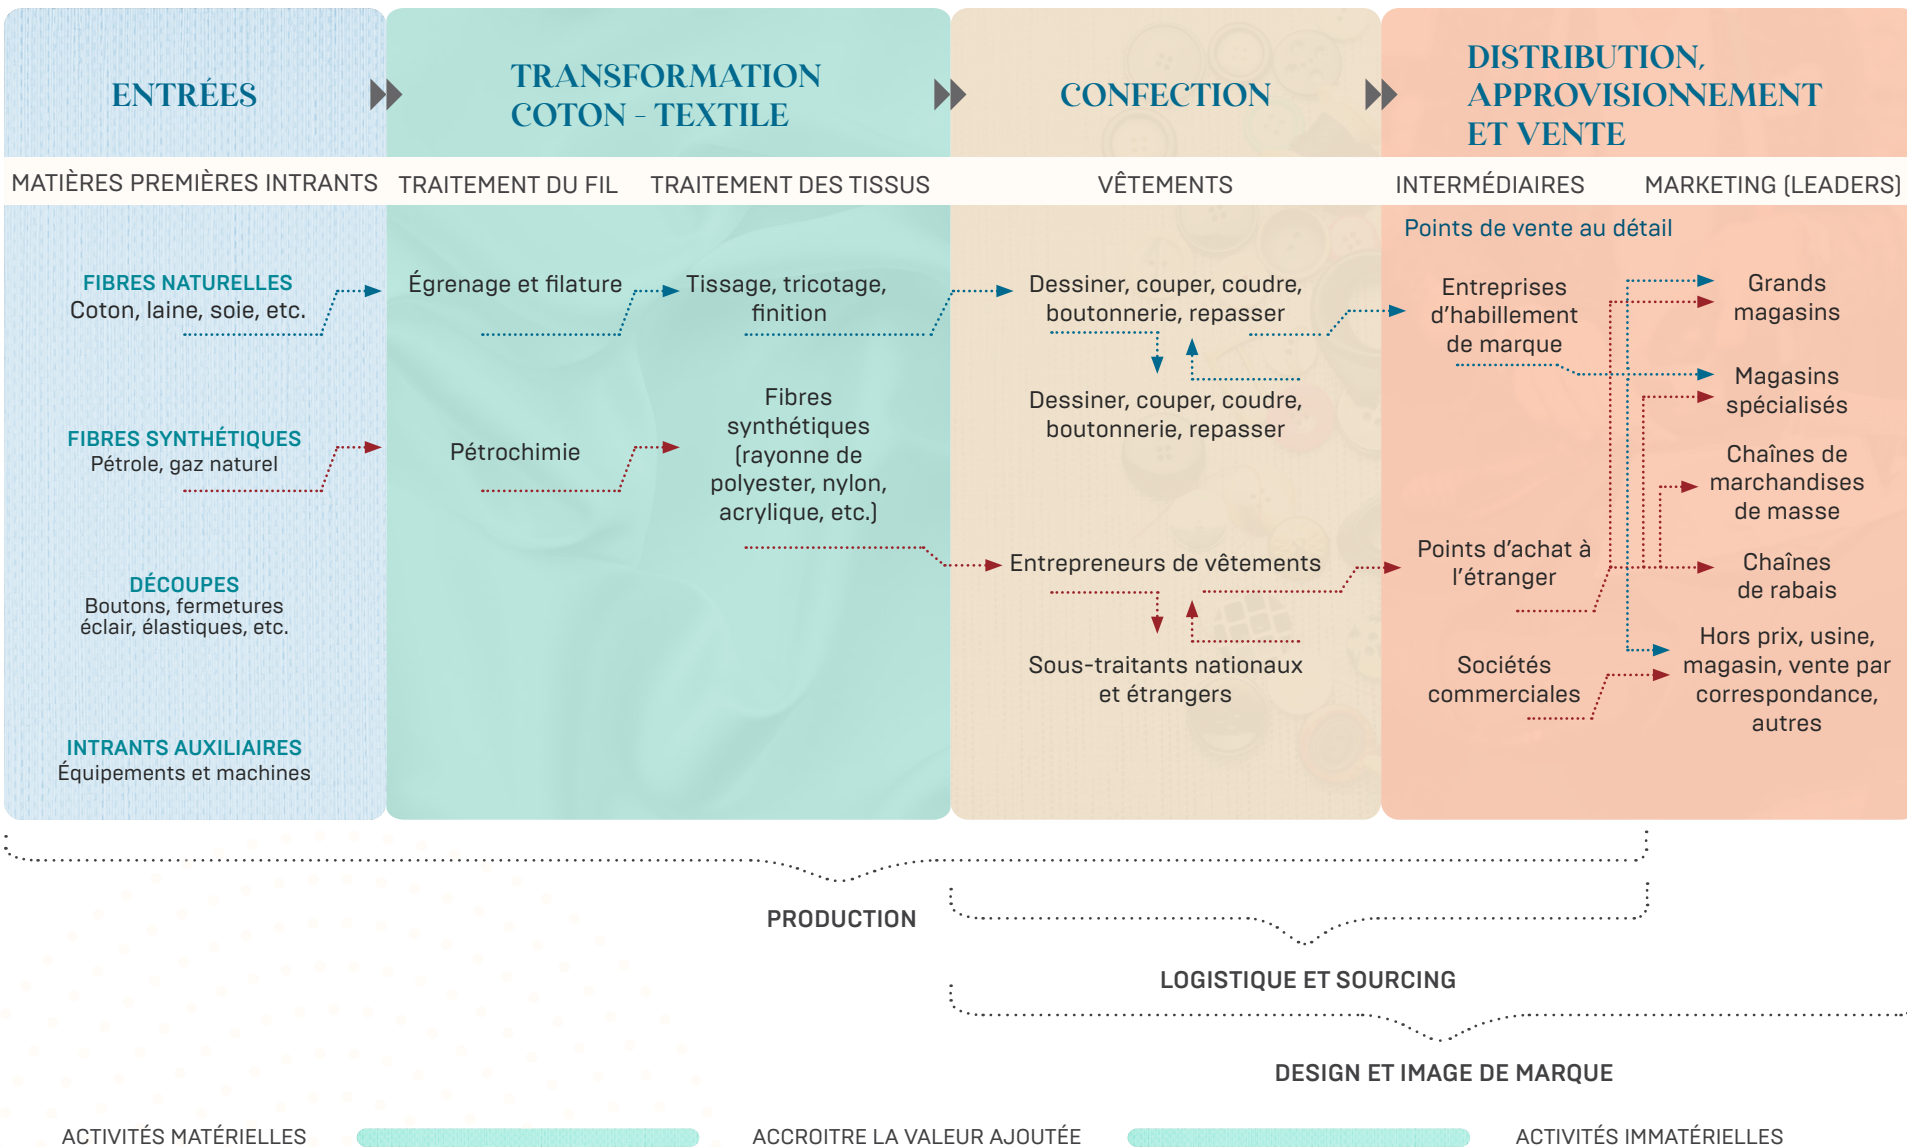 ENTRÉES
TRANSFORMATION
COTON - TEXTILE
CONFECTION
DISTRIBUTION,
APPROVISIONNEMENT
ET VENTE
MATIÈRES PREMIÈRES INTRANTS
TRAITEMENT DU FIL
TRAITEMENT DES TISSUS
VÊTEMENTS
INTERMÉDIAIRES
MARKETING (LEADERS)
FIBRES NATURELLES
Coton, laine, soie, etc.
FIBRES SYNTHÉTIQUES
Pétrole, gaz naturel
DÉCOUPES
Boutons, fermetures
éclair, élastiques, etc.
INTRANTS AUXILIAIRES
Équipements et machines
Égrenage et filature
Pétrochimie
Tissage, tricotage,
finition
Fibres
synthétiques
(rayonne de
polyester, nylon,
acrylique, etc.)
Dessiner, couper, coudre,
boutonnerie, repasser
Dessiner, couper, coudre,
boutonnerie, repasser
Entrepreneurs de vêtements
Sous-traitants nationaux
et étrangers
Points de vente au détail
Entreprises
d'habillement
de marque
Points d'achat à
l'étranger
Sociétés
commerciales
Grands
magasins
Magasins
spécialisés
Chaînes de
marchandises
de masse
Chaînes
de rabais
Hors prix, usine,
magasin, vente par
correspondance,
autres
PRODUCTION
LOGISTIQUE ET SOURCING
DESIGN ET IMAGE DE MARQUE
ACTIVITÉS MATÉRIELLES
ACCROITRE LA VALEUR AJOUTÉE
ACTIVITÉS IMMATÉRIELLES